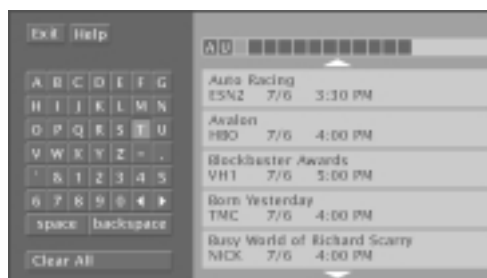 Exit Help
A U
A B C D E F G
H I J K L M N
O P Q R S T U
V W X Y Z - .
' & 1 2 3 4 5
6 7 8 9 0
space backspace
Clear All
Auto Racing
ESN2 7/6 3:30 PM
Avalon
HBO 7/6 4:00 PM
Blockbuster Awards
VH1 7/6 5:00 PM
Born Yesterday
TMC 7/6 4:00 PM
Busy World of Richard Scarry
NICK 7/6 4:00 PM